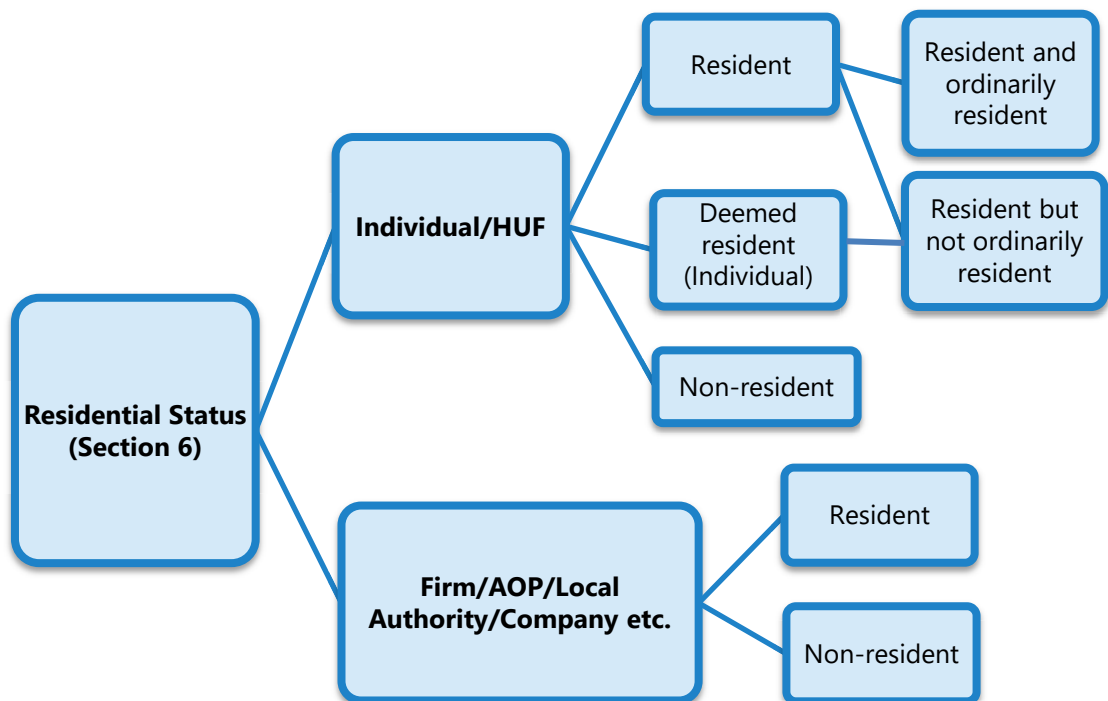 Residential Status
(Section 6)
Individual/HUF
Resident
Resident and
ordinarily
resident
Deemed
resident
(Individual)
Resident but
not ordinarily
resident
Non-resident
Firm/AOP/Local
Authority/Company etc.
Resident
Non-resident